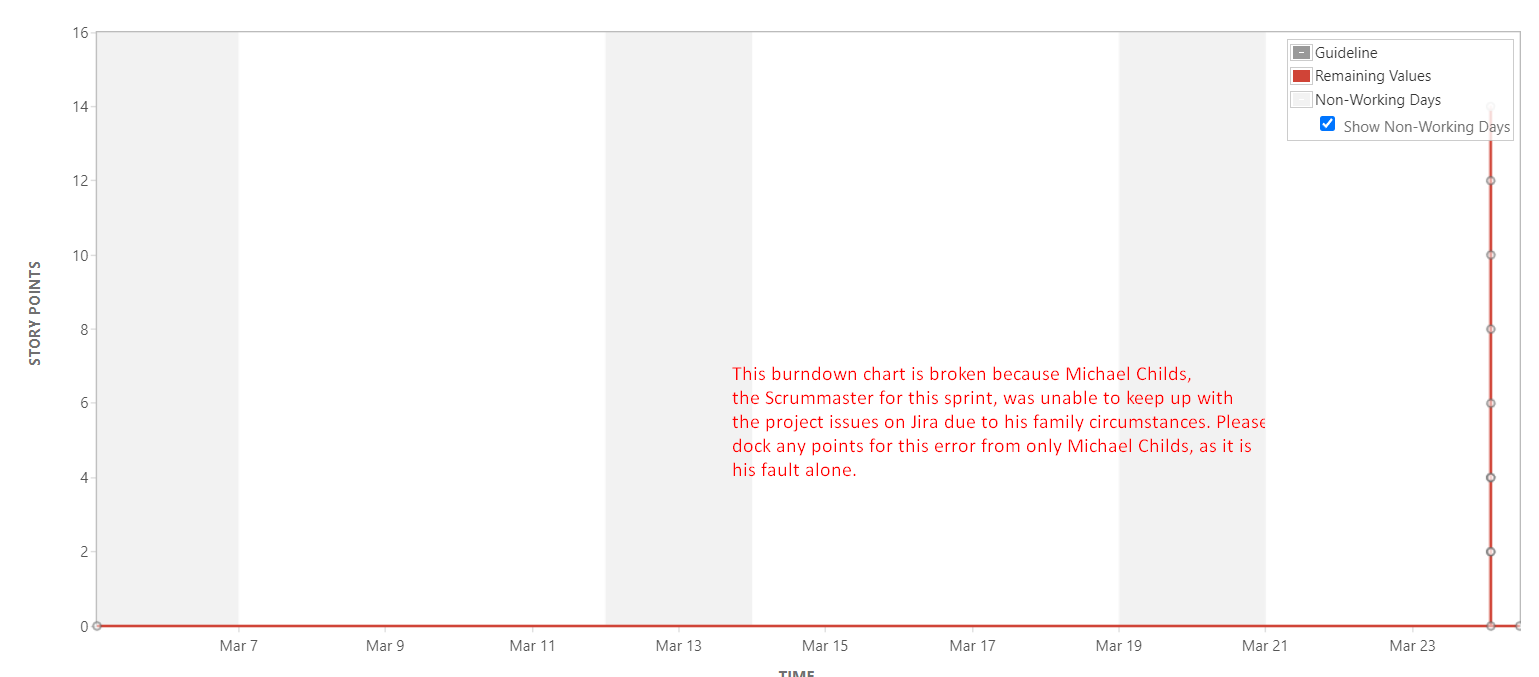 16
Guideline
Remaining Values
Non-Working Days
Show Non-Working Days
14
12
10
8
6
4
2
0
STORY POINTS
This burndown chart is broken because Michael Childs,
the Scrummaster for this sprint, was unable to keep up with
the project issues on Jira due to his family circumstances. Please
dock any points for this error from only Michael Childs, as it is
his fault alone.
Mar 7 Mar 9 Mar 11 Mar 13 Mar 15 Mar 17 Mar 19 Mar 21 Mar 23
TIME